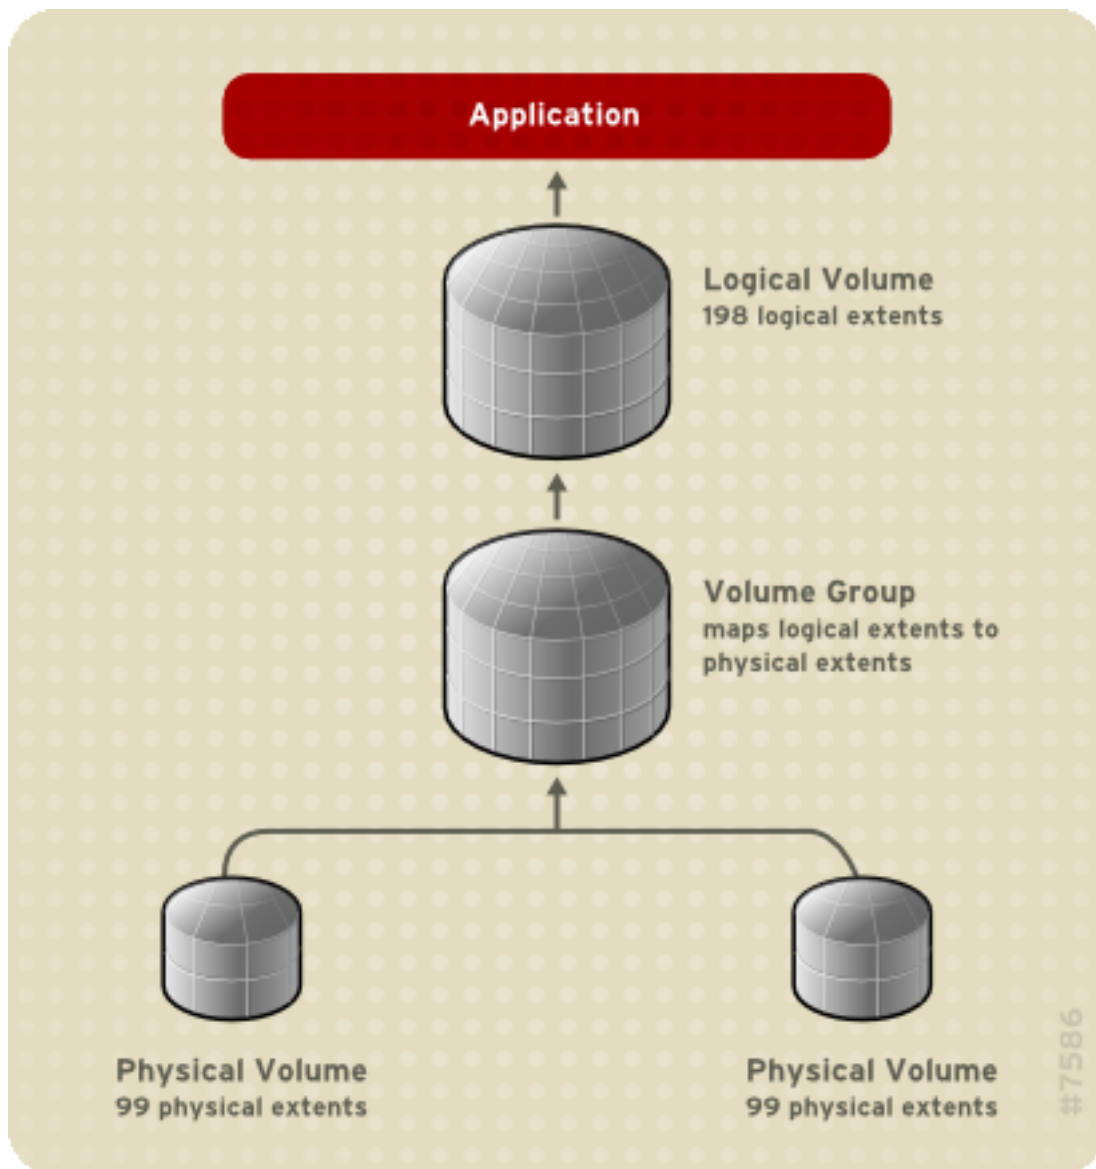 Application
Logical Volume
198 logical extents
Volume Group
maps logical extents to
physical extents
Physical Volume
99 physical extents
Physical Volume
99 physical extents
#7586